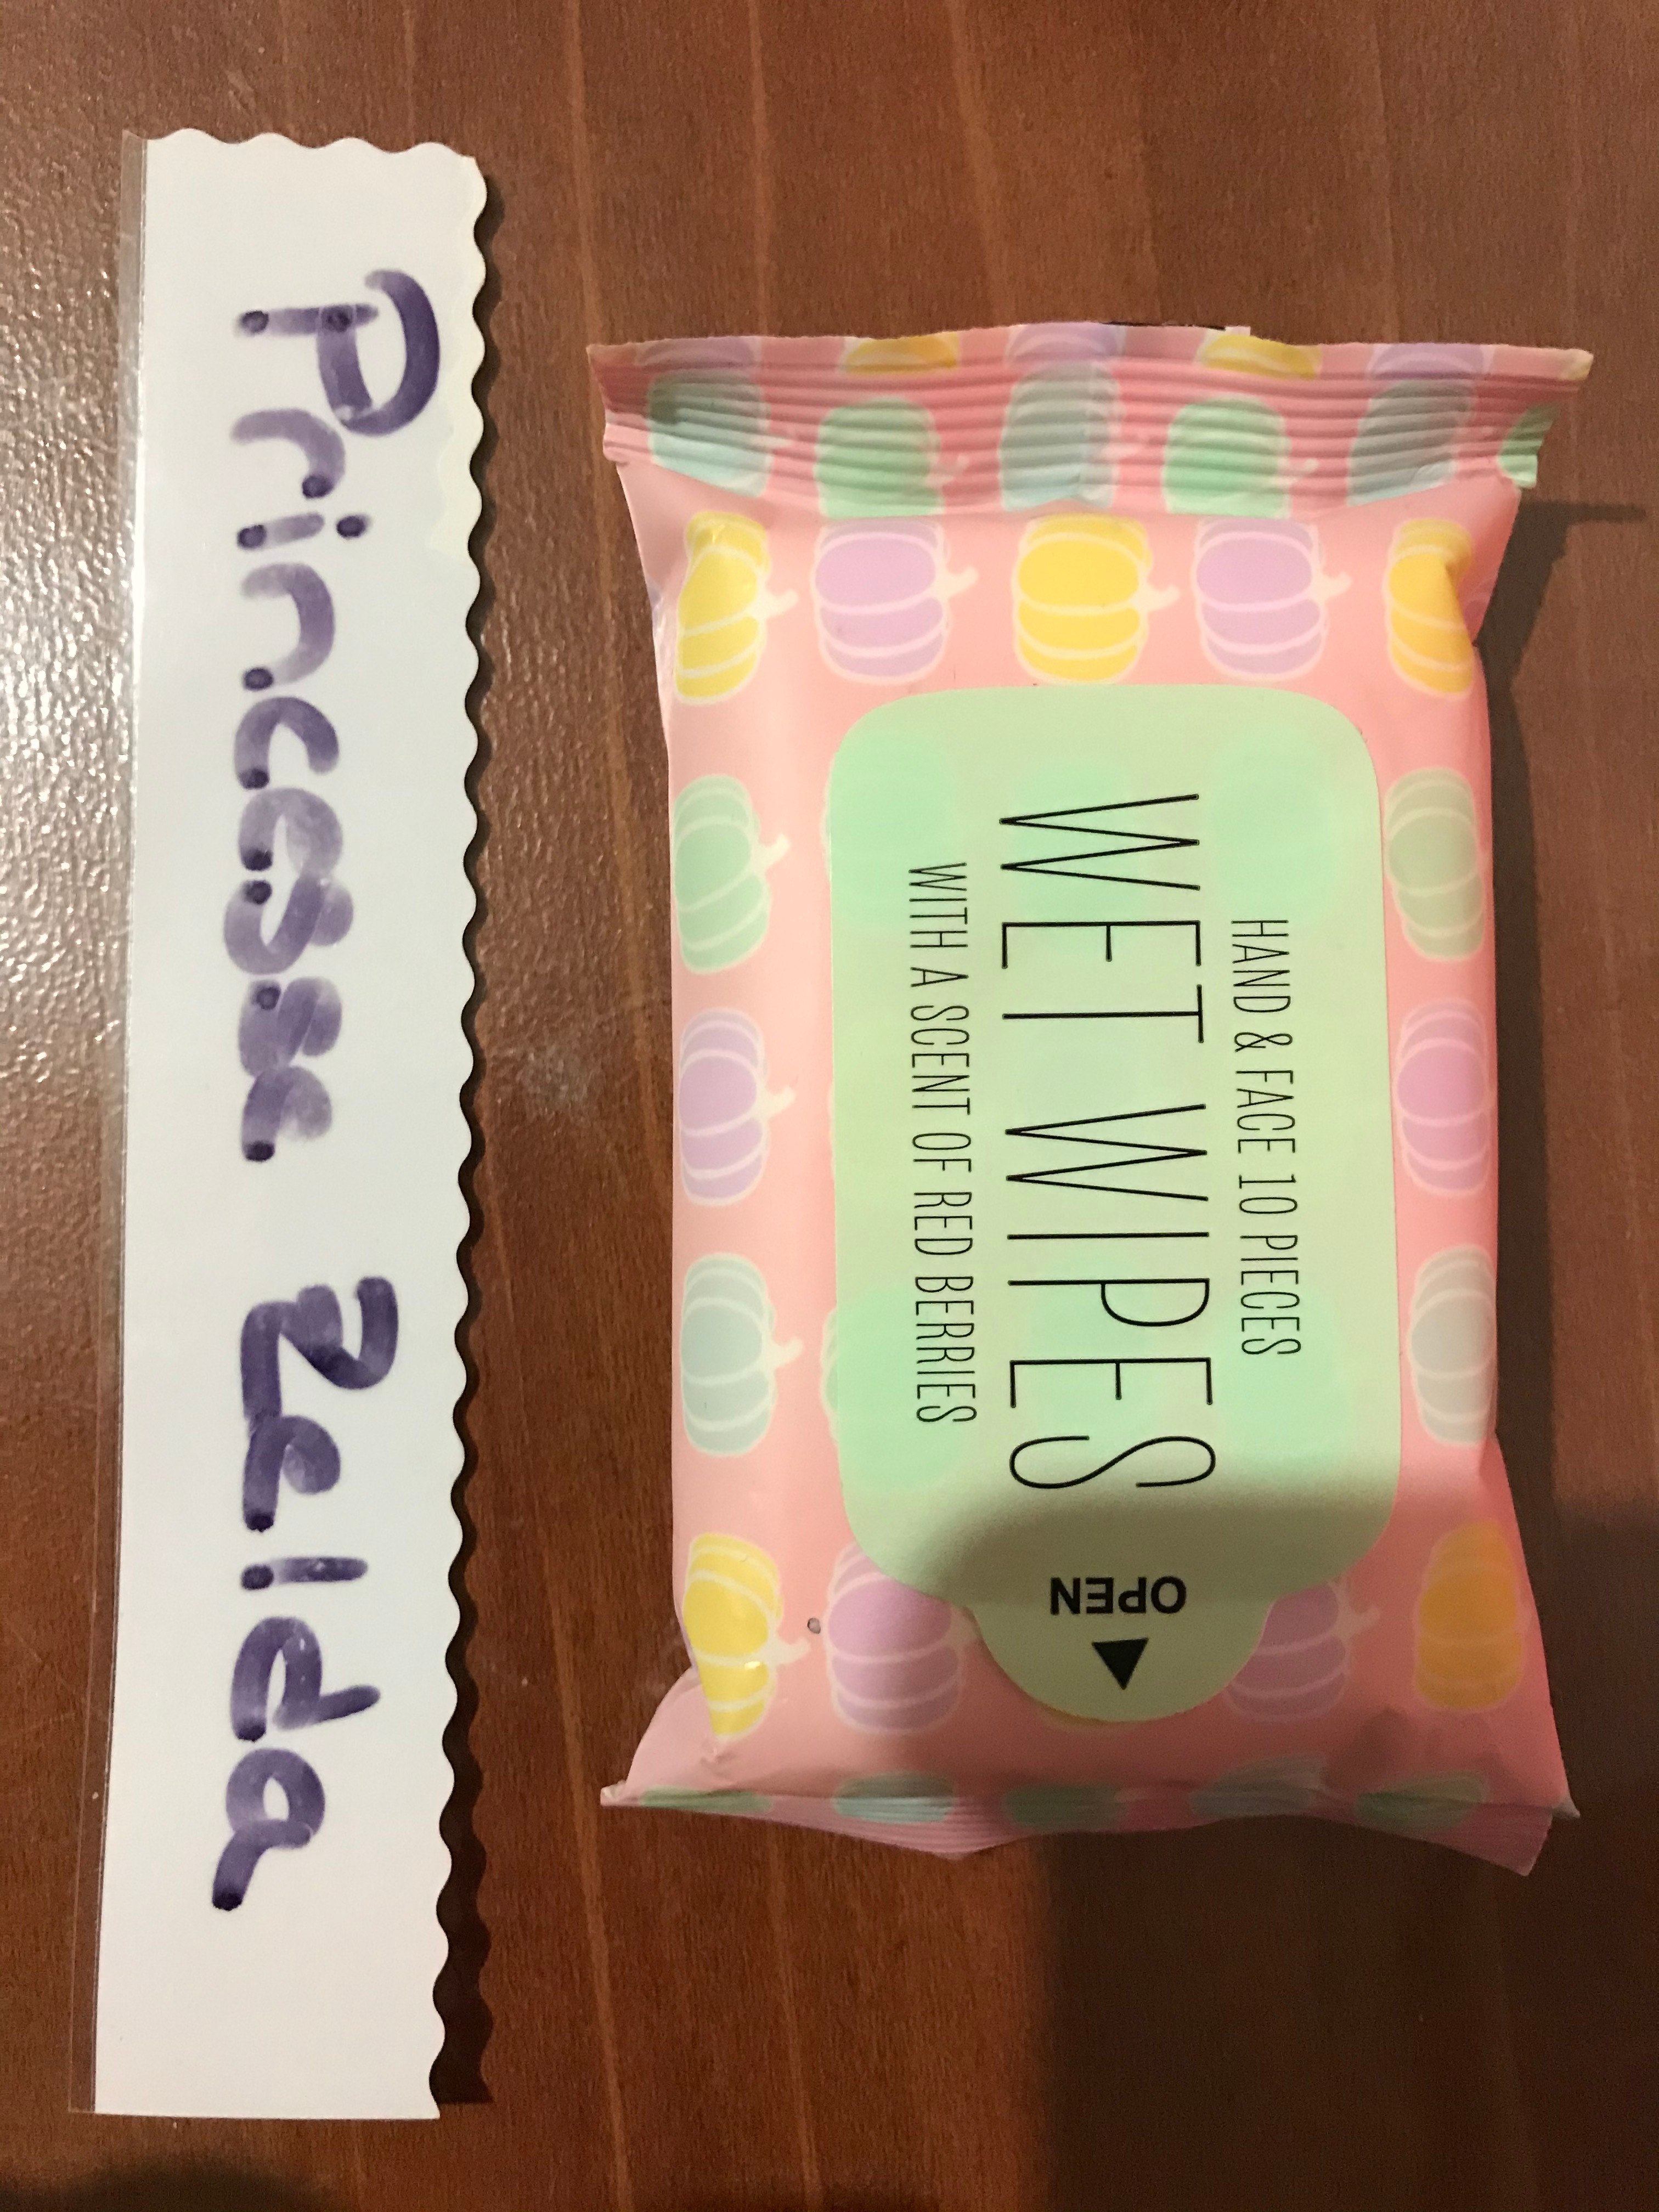 Princess Zelda
HAND & FACE 10 PIECES
WET WIPES
WITH A SCENT OF RED BERRIES
OPEN